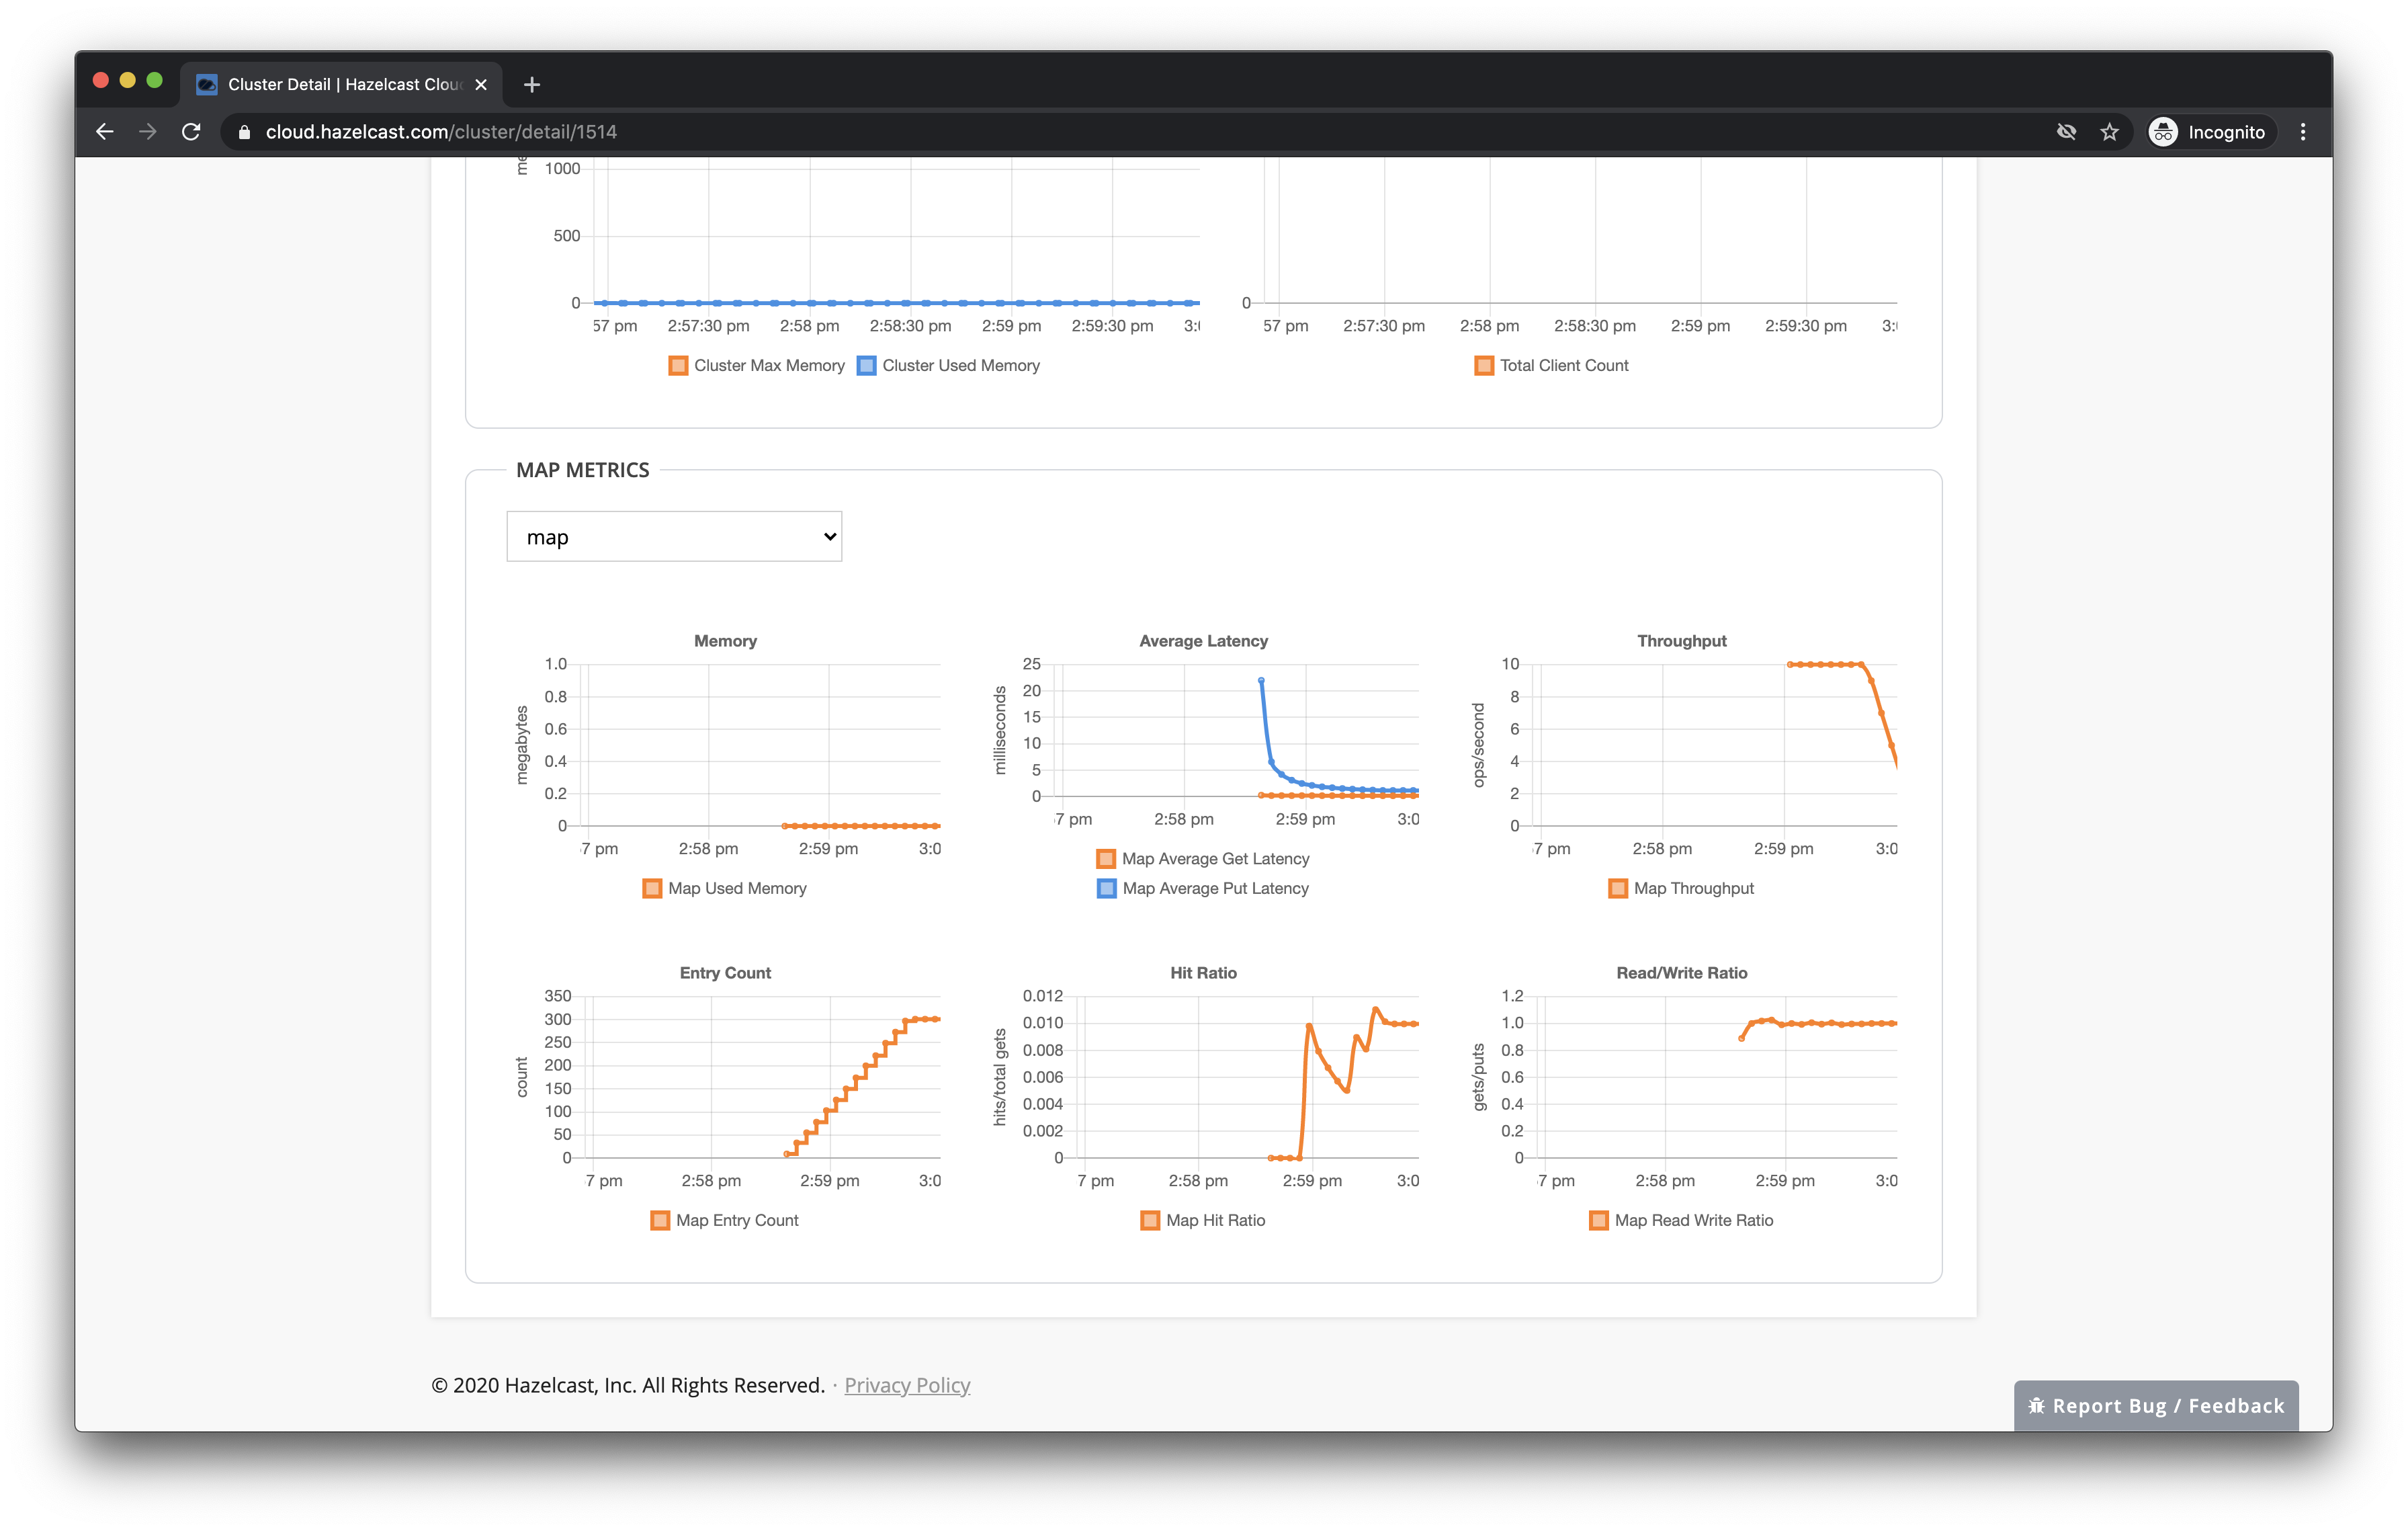 Cluster Detail | Hazelcast Clou
cloud.hazelcast.com/cluster/detail/1514
Incognito
me
1000
500
0
57 pm 2:57:30 pm 2:58 pm 2:58:30 pm 2:59 pm 2:59:30 pm 3:0
Cluster Max Memory Cluster Used Memory
0
57 pm 2:57:30 pm 2:58 pm 2:58:30 pm 2:59 pm 2:59:30 pm 3:0
Total Client Count
MAP METRICS
map
Memory
megabytes
1.0
0.8
0.6
0.4
0.2
0
7 pm 2:58 pm 2:59 pm 3:0
Map Used Memory
Average Latency
milliseconds
25
20
15
10
5
0
7 pm 2:58 pm 2:59 pm 3:0
Map Average Get Latency
Map Average Put Latency
Throughput
ops/second
10
8
6
4
2
0
7 pm 2:58 pm 2:59 pm 3:0
Map Throughput
Entry Count
count
350
300
250
200
150
100
50
0
7 pm 2:58 pm 2:59 pm 3:0
Map Entry Count
Hit Ratio
hits/total gets
0.012
0.010
0.008
0.006
0.004
0.002
0
7 pm 2:58 pm 2:59 pm 3:0
Map Hit Ratio
Read/Write Ratio
gets/puts
1.2
1.0
0.8
0.6
0.4
0.2
0
7 pm 2:58 pm 2:59 pm 3:0
Map Read Write Ratio
© 2020 Hazelcast, Inc. All Rights Reserved. · Privacy Policy
Report Bug / Feedback